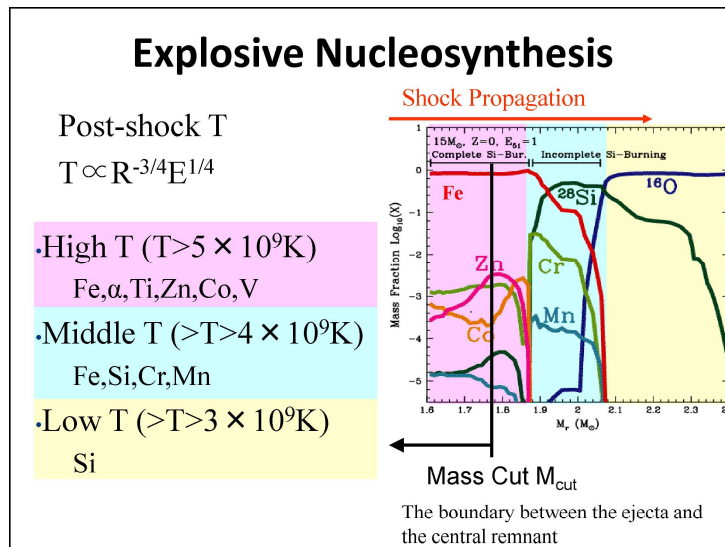 Explosive Nucleosynthesis
Post-shock T
T∝R-3/4E1/4
·High T (T>5×10⁹K)
Fe,α,Ti,Zn,Co,V
·Middle T (>T>4×10⁹K)
Fe,Si,Cr,Mn
·Low T (>T>3×10⁹K)
Si
Shock Propagation
15M⊙, Z=0, E51=1
Complete Si-Bur. Incomplete Si-Burning
Fe
28Si
16O
Zn
Cr
Co
Mn
Mass Fraction Log10(X)
0
-1
-2
-3
-4
-5
1.6 1.7 1.8 1.9 2 2.1 2.2 2.3 2.4
Mr (M⊙)
Mass Cut Mcut
The boundary between the ejecta and
the central remnant